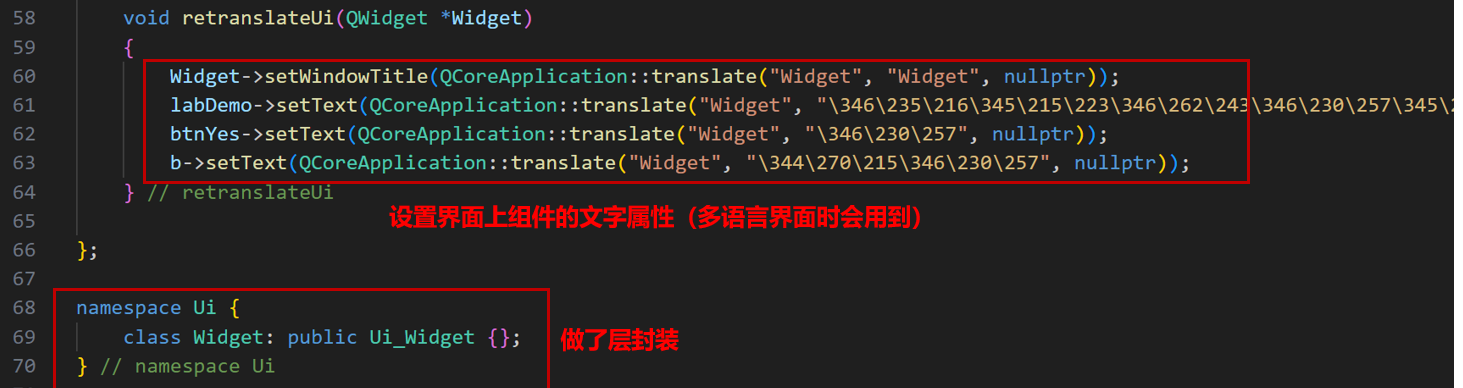 58 void retranslateUi(QWidget *Widget)
59 {
60 Widget->setWindowTitle(QCoreApplication::translate("Widget", "Widget", nullptr));
61 labDemo->setText(QCoreApplication::translate("Widget", "\346\235\216\345\215\223\346\262\243\346\230\257\345\2
62 btnYes->setText(QCoreApplication::translate("Widget", "\346\230\257", nullptr));
63 b->setText(QCoreApplication::translate("Widget", "\344\270\215\346\230\257", nullptr));
64 } // retranslateUi
设置界面上组件的文字属性（多语言界面时会用到）
65
66 };
67
68 namespace Ui {
69 class Widget: public Ui_Widget {};
做了层封装
70 } // namespace Ui